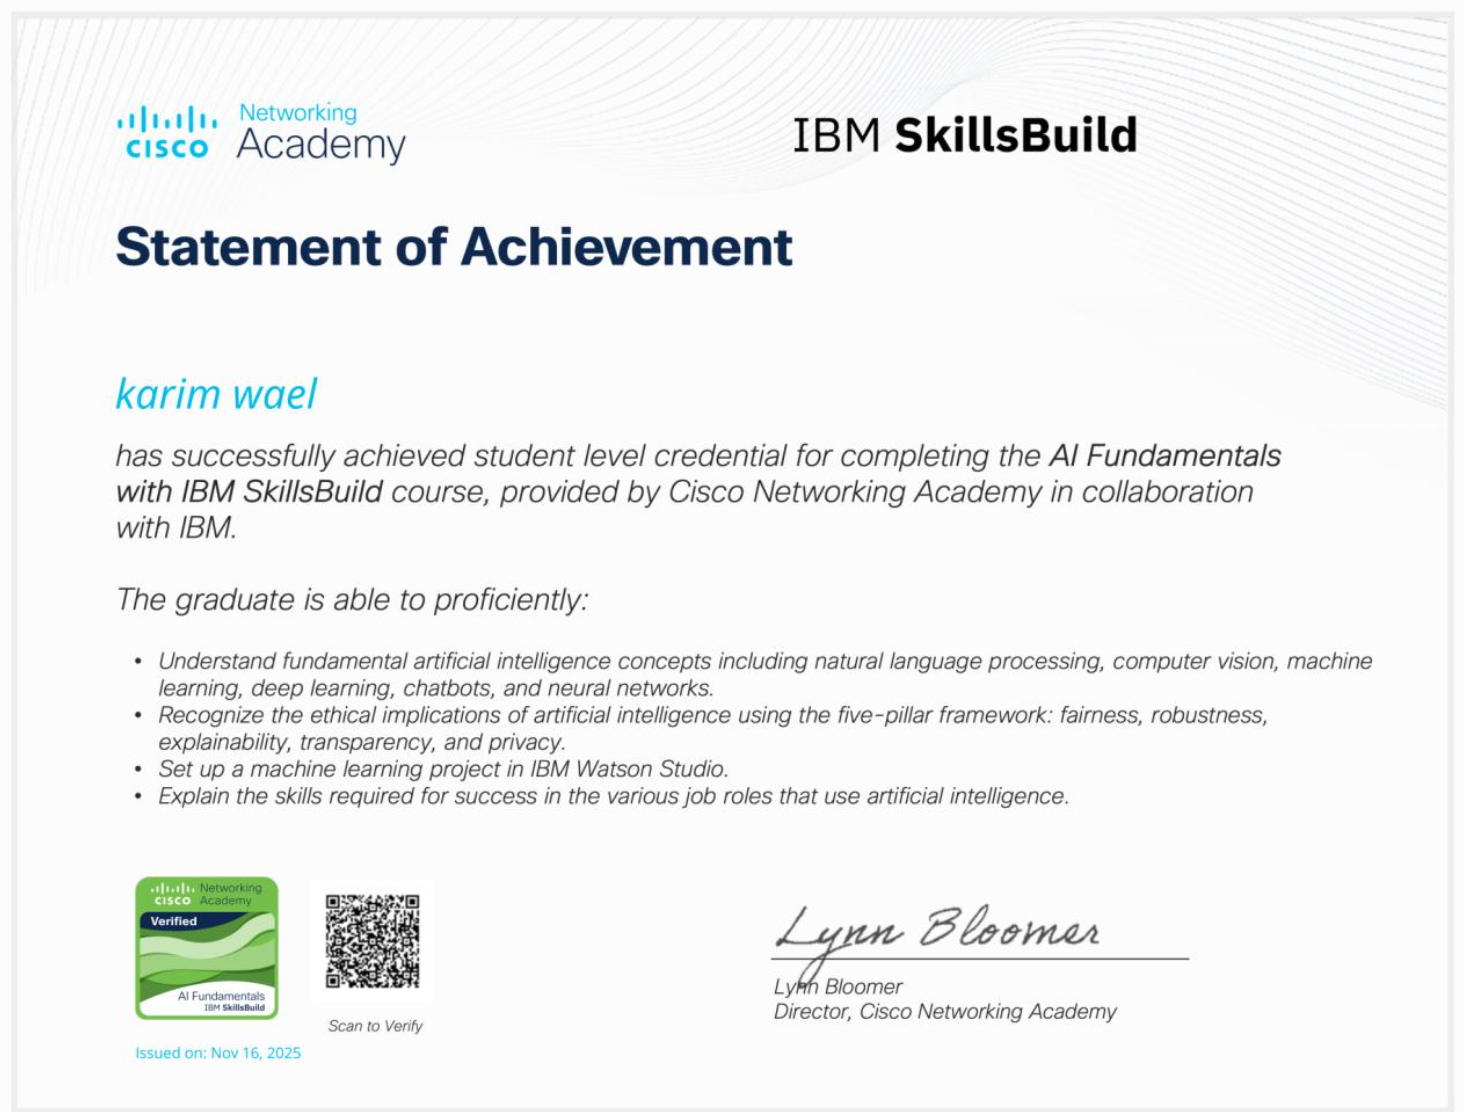 CISCO Networking Academy
IBM SkillsBuild
Statement of Achievement
karim wael
has successfully achieved student level credential for completing the AI Fundamentals
with IBM SkillsBuild course, provided by Cisco Networking Academy in collaboration
with IBM.
The graduate is able to proficiently:
• Understand fundamental artificial intelligence concepts including natural language processing, computer vision, machine
learning, deep learning, chatbots, and neural networks.
• Recognize the ethical implications of artificial intelligence using the five-pillar framework: fairness, robustness,
explainability, transparency, and privacy.
• Set up a machine learning project in IBM Watson Studio.
• Explain the skills required for success in the various job roles that use artificial intelligence.
CISCO Networking Academy
Verified
AI Fundamentals
IBM SkillsBuild
Scan to Verify
Issued on: Nov 16, 2025
Lynn Bloomer
Lynn Bloomer
Director, Cisco Networking Academy